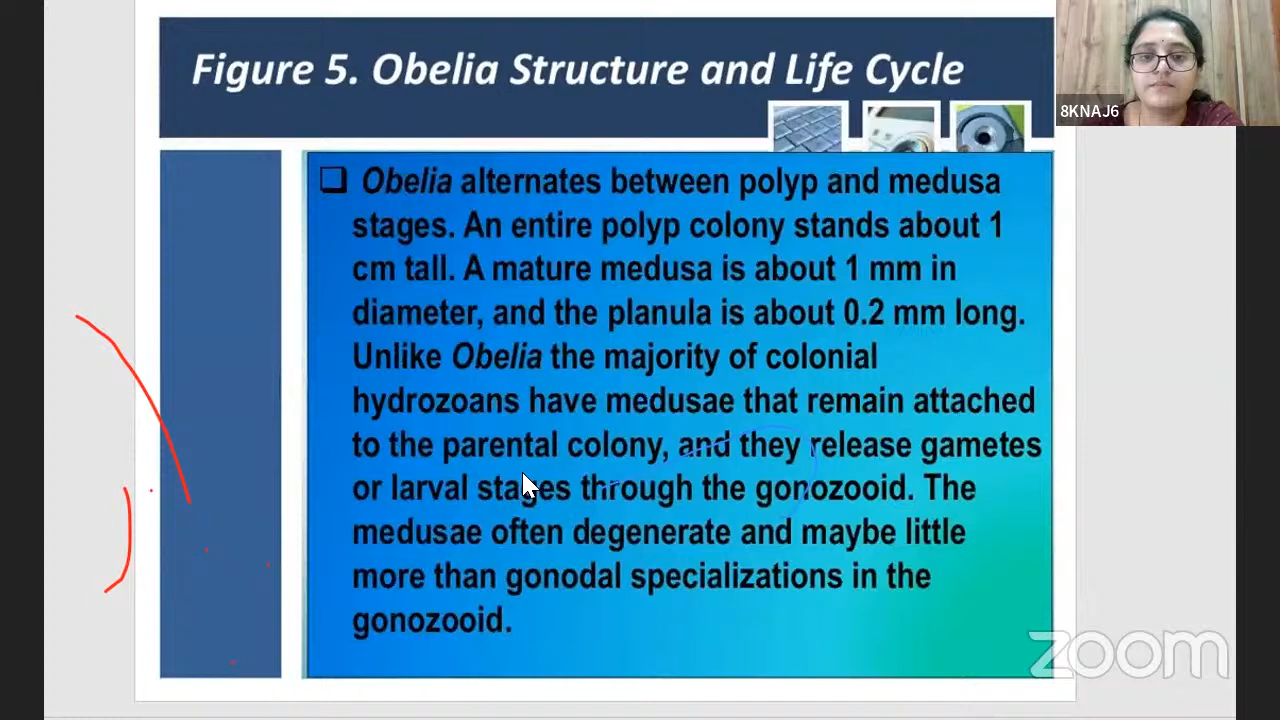 Figure 5. Obelia Structure and Life Cycle
8KNAJ6
Obelia alternates between polyp and medusa
stages. An entire polyp colony stands about 1
cm tall. A mature medusa is about 1 mm in
diameter, and the planula is about 0.2 mm long.
Unlike Obelia the majority of colonial
hydrozoans have medusae that remain attached
to the parental colony, and they release gametes
or larval stages through the gonozooid. The
medusae often degenerate and maybe little
more than gonodal specializations in the
gonozooid.
zoom